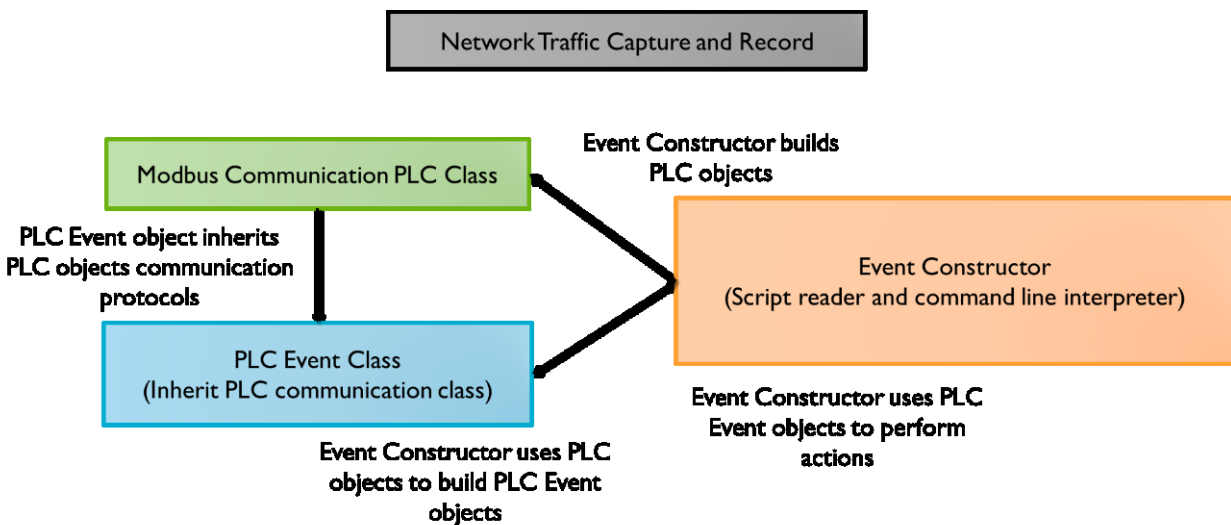 Network Traffic Capture and Record
Event Constructor builds
PLC objects
Modbus Communication PLC Class
PLC Event object inherits
PLC objects communication
protocols
Event Constructor
(Script reader and command line interpreter)
PLC Event Class
(Inherit PLC communication class)
Event Constructor uses PLC
Event objects to perform
actions
Event Constructor uses PLC
objects to build PLC Event
objects